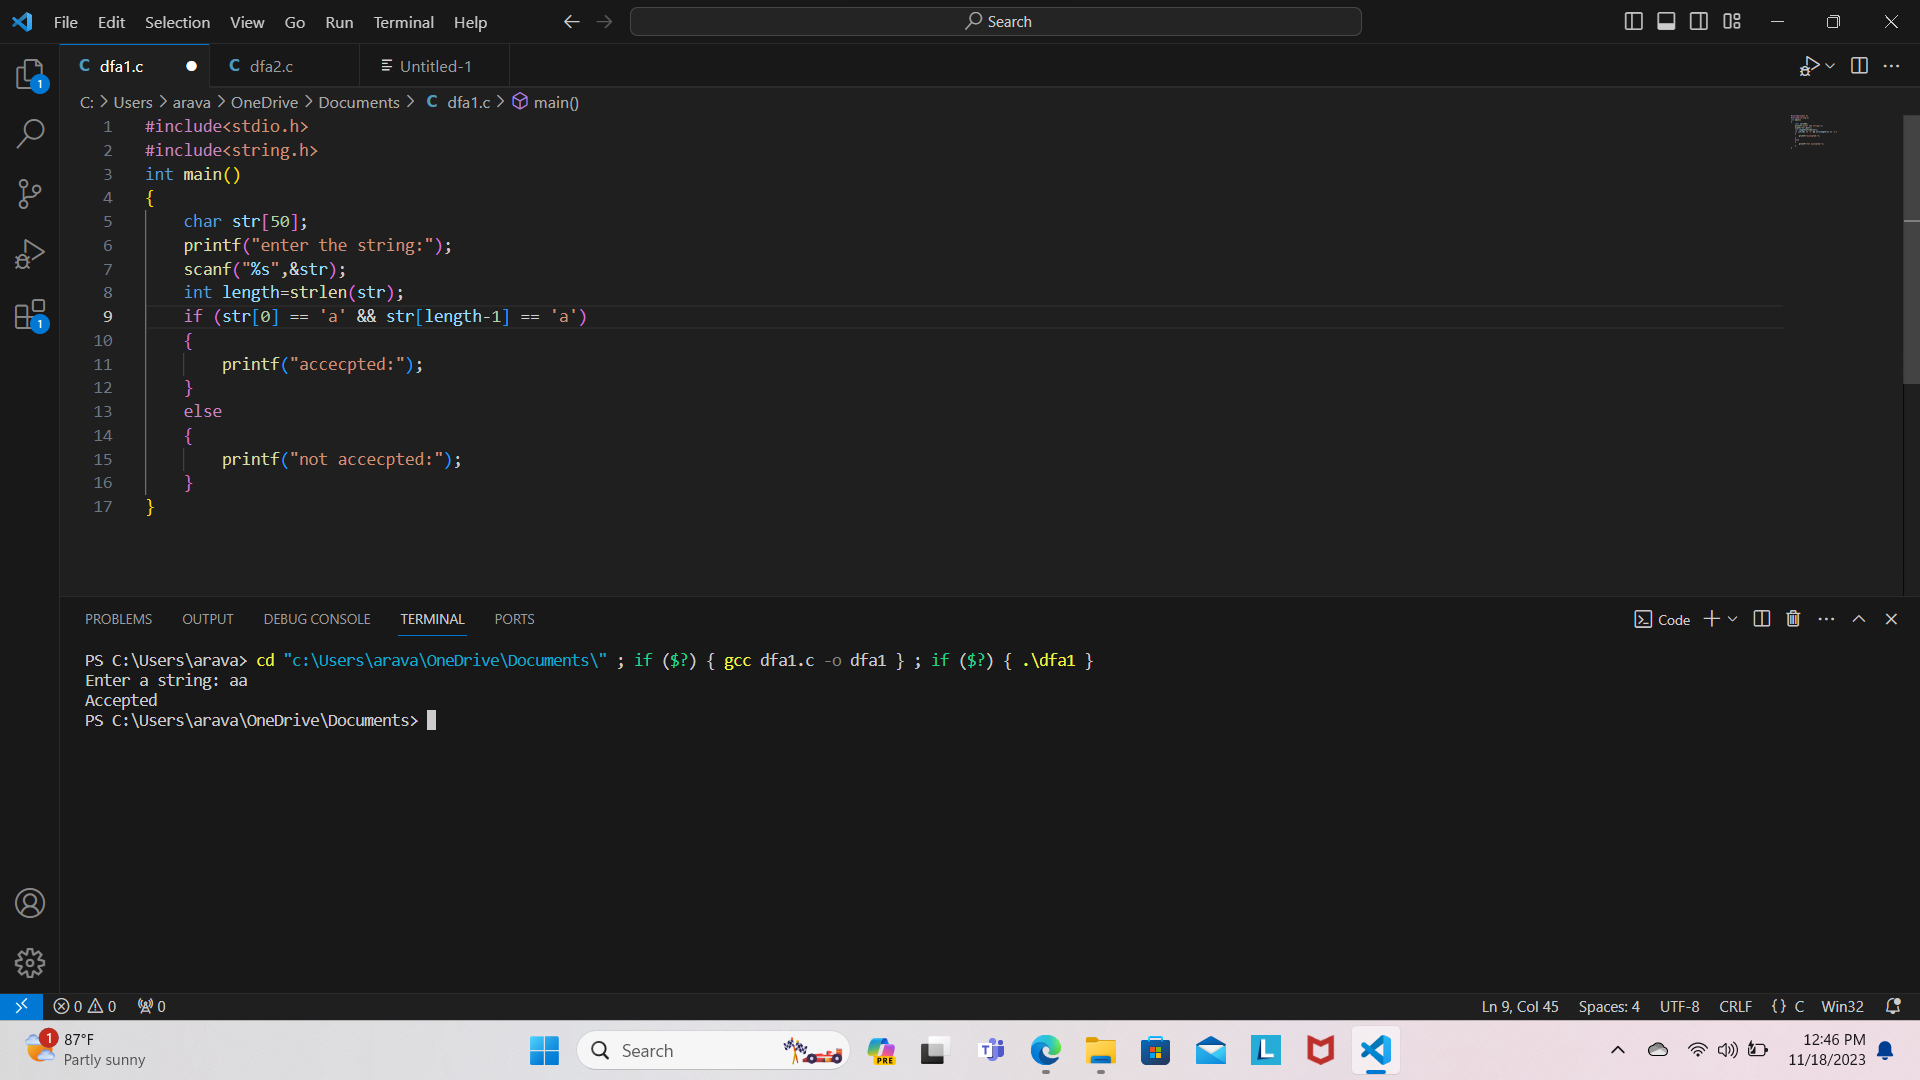 File Edit Selection View Go Run Terminal Help
Search
1
C dfa1.c
C dfa2.c
Untitled-1
C: > Users > arava > OneDrive > Documents > C dfa1.c > main()
1 #include<stdio.h>
2 #include<string.h>
3 int main()
4 {
5 char str[50];
6 printf("enter the string:");
7 scanf("%s",&str);
8 int length=strlen(str);
9 if (str[0] == 'a' && str[length-1] == 'a')
10 {
11 printf("accecpted:");
12 }
13 else
14 {
15 printf("not accecpted:");
16 }
17 }
1
PROBLEMS OUTPUT DEBUG CONSOLE TERMINAL PORTS
Code
PS C:\Users\arava> cd "c:\Users\arava\OneDrive\Documents\" ; if ($?) { gcc dfa1.c -o dfa1 } ; if ($?) { .\dfa1 }
Enter a string: aa
Accepted
PS C:\Users\arava\OneDrive\Documents>
0 0 0
Ln 9, Col 45 Spaces: 4 UTF-8 CRLF {} C Win32
1
87°F
Partly sunny
Search
PRE
L
12:46 PM
11/18/2023